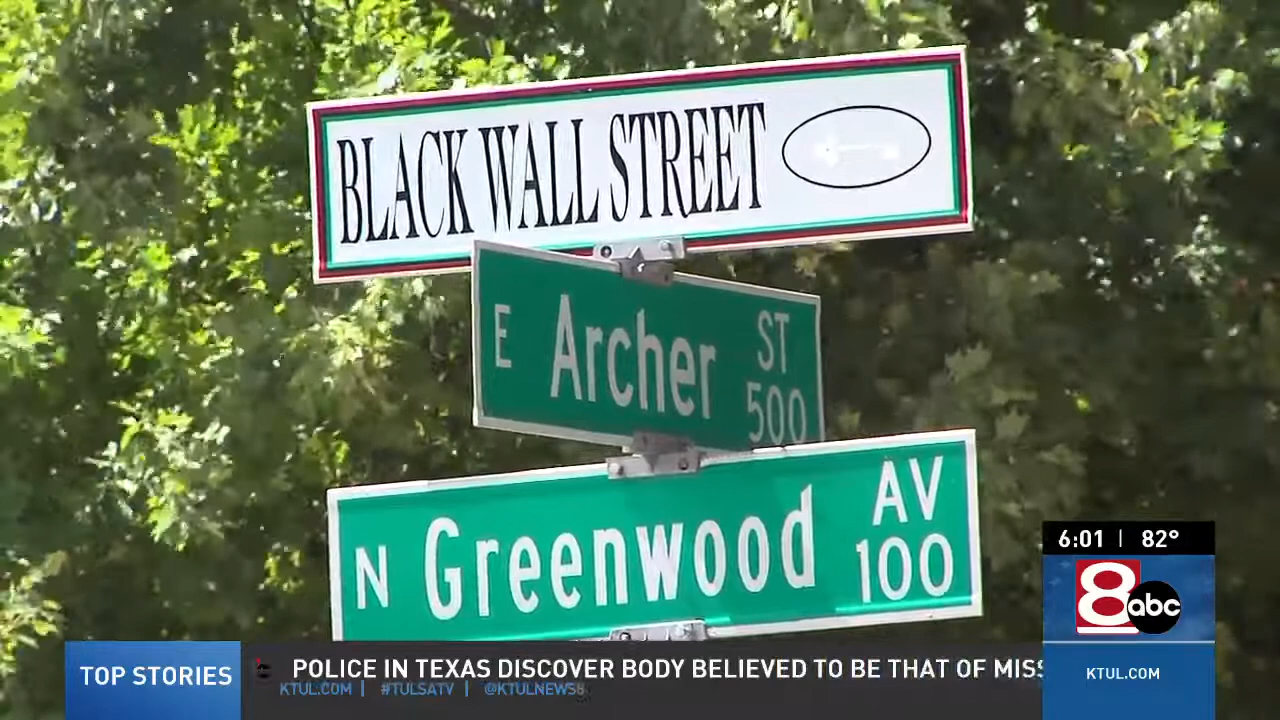 BLACK WALL STREET
E Archer ST 500
N Greenwood AV 100
6:01 | 82°
8 abc
TOP STORIES
POLICE IN TEXAS DISCOVER BODY BELIEVED TO BE THAT OF
KTUL.COM | #TULSATV | @KTULNEWS8
KTUL.COM